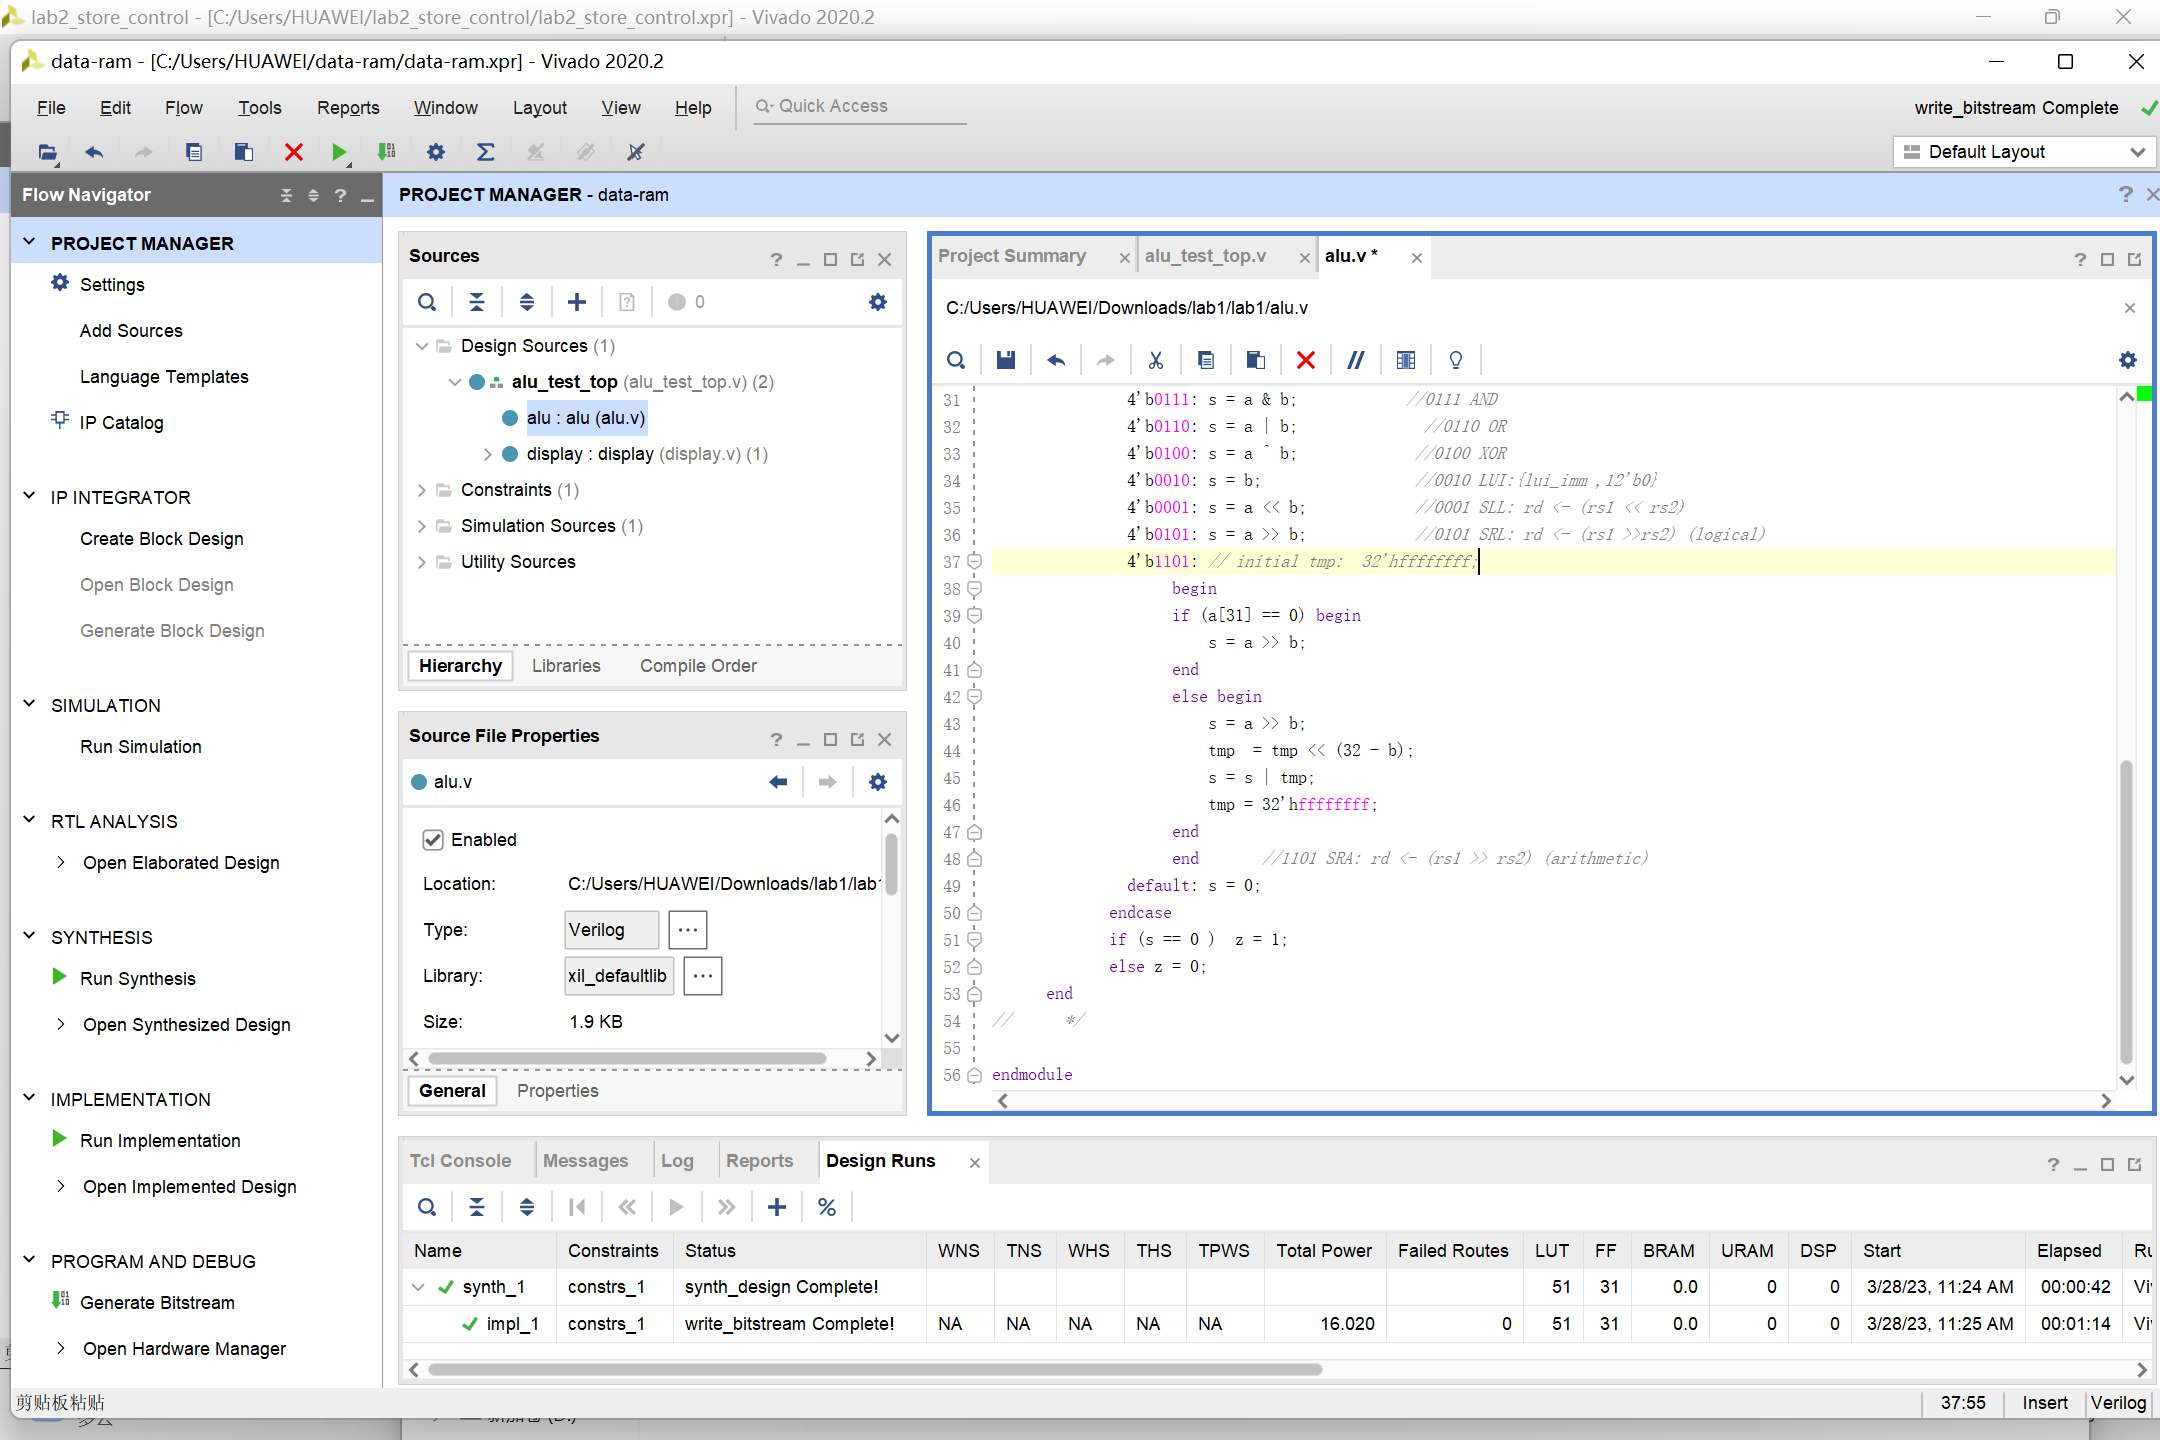 lab2_store_control - [C:/Users/HUAWEI/lab2_store_control/lab2_store_control.xpr] - Vivado 2020.2
data-ram - [C:/Users/HUAWEI/data-ram/data-ram.xpr] - Vivado 2020.2
File Edit Flow Tools Reports Window Layout View Help Quick Access write_bitstream Complete
Default Layout
Flow Navigator
PROJECT MANAGER - data-ram
PROJECT MANAGER
Settings
Add Sources
Language Templates
IP Catalog
IP INTEGRATOR
Create Block Design
Open Block Design
Generate Block Design
SIMULATION
Run Simulation
RTL ANALYSIS
Open Elaborated Design
SYNTHESIS
Run Synthesis
Open Synthesized Design
IMPLEMENTATION
Run Implementation
Open Implemented Design
PROGRAM AND DEBUG
Generate Bitstream
Open Hardware Manager
Sources
0
Design Sources (1)
alu_test_top (alu_test_top.v) (2)
alu : alu (alu.v)
display : display (display.v) (1)
Constraints (1)
Simulation Sources (1)
Utility Sources
Hierarchy Libraries Compile Order
Source File Properties
alu.v
Enabled
Location: C:/Users/HUAWEI/Downloads/lab1/lab1
Type: Verilog ...
Library: xil_defaultlib ...
Size: 1.9 KB
General Properties
Project Summary alu_test_top.v alu.v *
C:/Users/HUAWEI/Downloads/lab1/lab1/alu.v
31 4'b0111: s = a & b; //0111 AND
32 4'b0110: s = a | b; //0110 OR
33 4'b0100: s = a ^ b; //0100 XOR
34 4'b0010: s = b; //0010 LUI:{lui_imm ,12'b0}
35 4'b0001: s = a << b; //0001 SLL: rd <- (rs1 << rs2)
36 4'b0101: s = a >> b; //0101 SRL: rd <- (rs1 >>rs2) (logical)
37 4'b1101: // initial tmp: 32'hffffffff;
38 begin
39 if (a[31] == 0) begin
40 s = a >> b;
41 end
42 else begin
43 s = a >> b;
44 tmp = tmp << (32 - b);
45 s = s | tmp;
46 tmp = 32'hffffffff;
47 end
48 end //1101 SRA: rd <- (rs1 >> rs2) (arithmetic)
49 default: s = 0;
50 endcase
51 if (s == 0 ) z = 1;
52 else z = 0;
53 end
54 // */
55
56 endmodule
Tcl Console Messages Log Reports Design Runs
Name Constraints Status WNS TNS WHS THS TPWS Total Power Failed Routes LUT FF BRAM URAM DSP Start Elapsed Ru
synth_1 constrs_1 synth_design Complete! 51 31 0.0 0 0 3/28/23, 11:24 AM 00:00:42 Viv
impl_1 constrs_1 write_bitstream Complete! NA NA NA NA NA 16.020 0 51 31 0.0 0 0 3/28/23, 11:25 AM 00:01:14 Viv
剪贴板粘贴 37:55 Insert Verilog